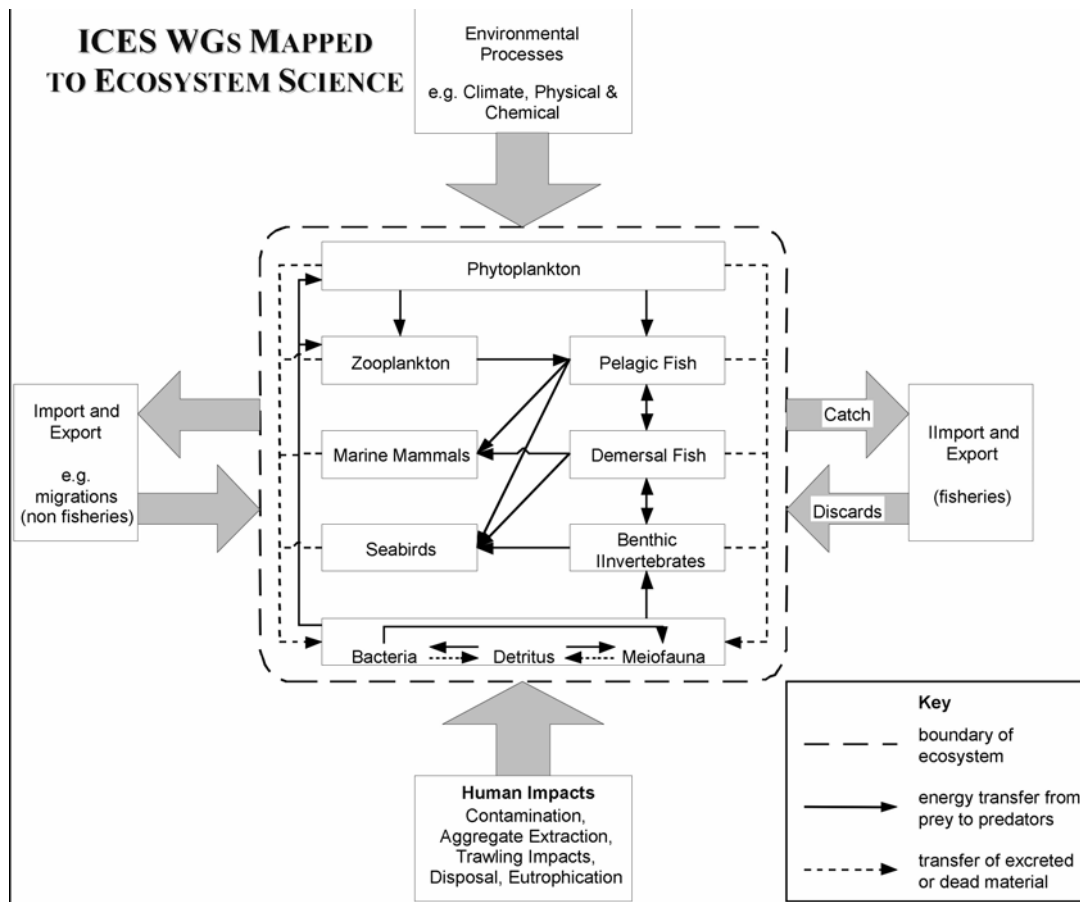 ICES WGS MAPPED
TO ECOSYSTEM SCIENCE
Environmental
Processes
e.g. Climate, Physical &
Chemical
Phytoplankton
Zooplankton
Pelagic Fish
Import and
Export
e.g.
migrations
(non fisheries)
Marine Mammals
Demersal Fish
Catch
Discards
IImport and
Export
(fisheries)
Seabirds
Benthic
IInvertebrates
Bacteria
Detritus
Meiofauna
Human Impacts
Contamination,
Aggregate Extraction,
Trawling Impacts,
Disposal, Eutrophication
Key
boundary of
ecosystem
energy transfer from
prey to predators
transfer of excreted
or dead material